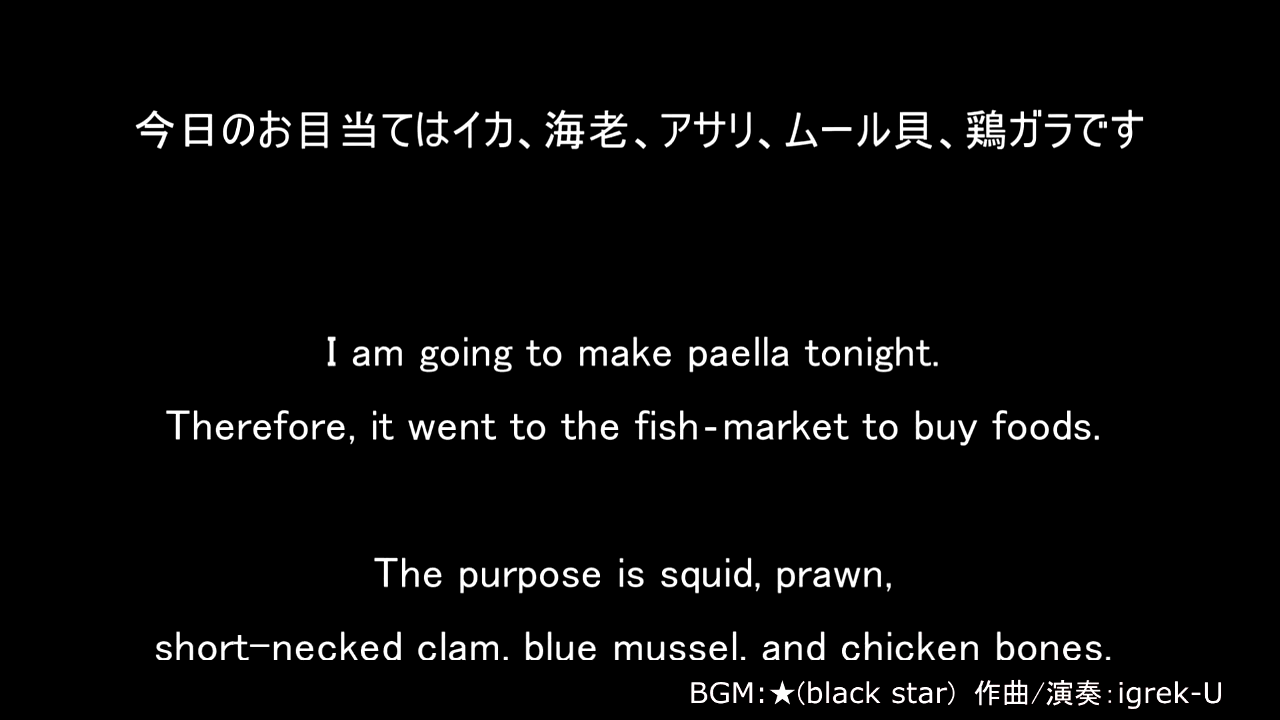 今日のお目当てはイカ、海老、アサリ、ムール貝、鶏ガラです
I am going to make paella tonight.
Therefore, it went to the fish-market to buy foods.
The purpose is squid, prawn,
short-necked clam, blue mussel, and chicken bones.
BGM:★(black star) 作曲/演奏:igrek-U